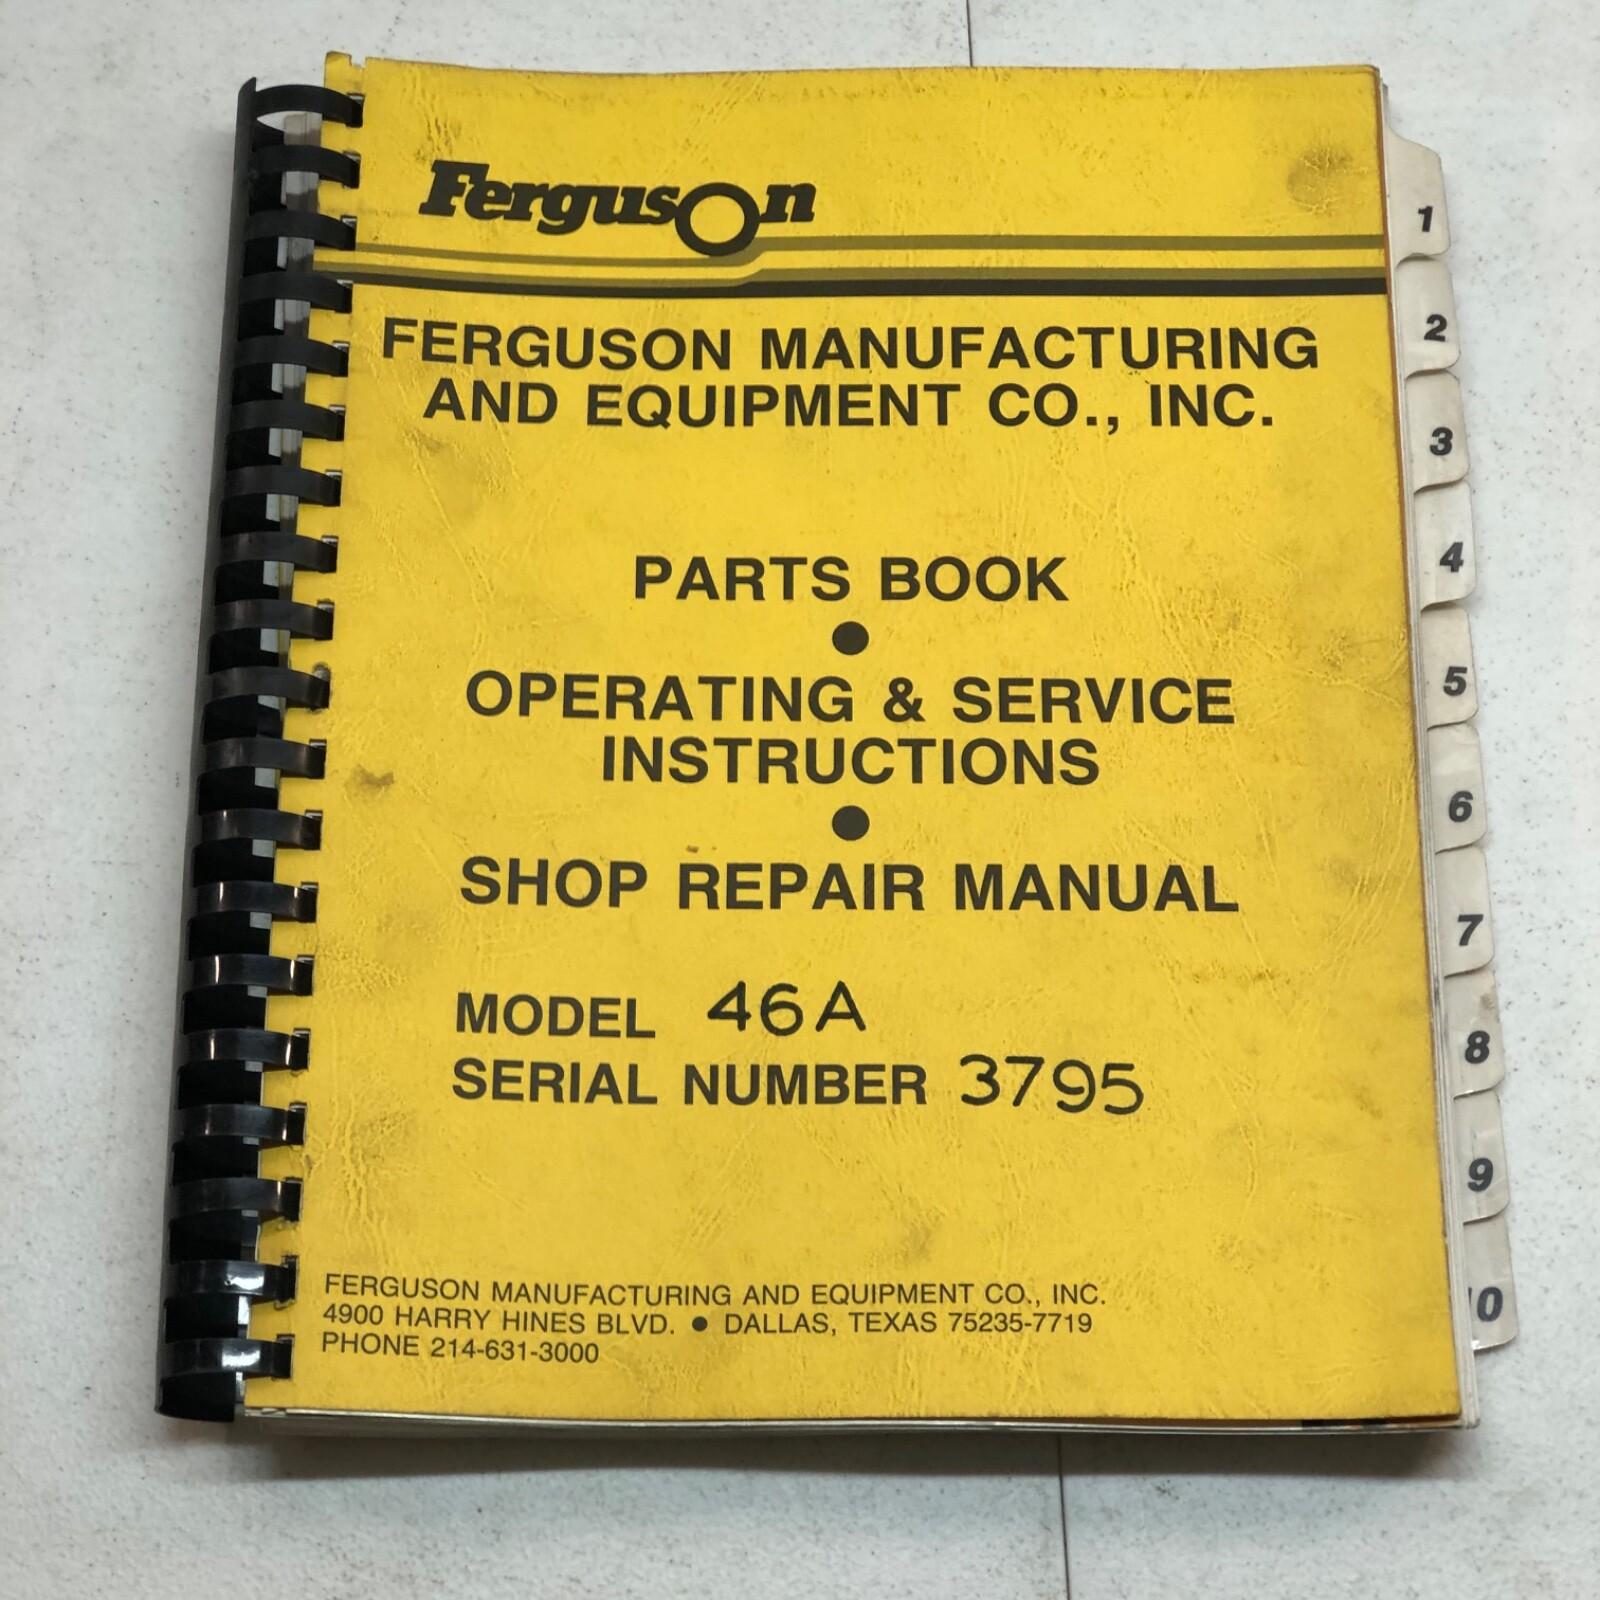 Ferguson
FERGUSON MANUFACTURING
AND EQUIPMENT CO., INC.
PARTS BOOK
●
OPERATING & SERVICE
INSTRUCTIONS
●
SHOP REPAIR MANUAL
MODEL 46A
SERIAL NUMBER 3795
FERGUSON MANUFACTURING AND EQUIPMENT CO., INC.
4900 HARRY HINES BLVD. ● DALLAS, TEXAS 75235-7719
PHONE 214-631-3000
1
2
3
4
5
6
7
8
9
10